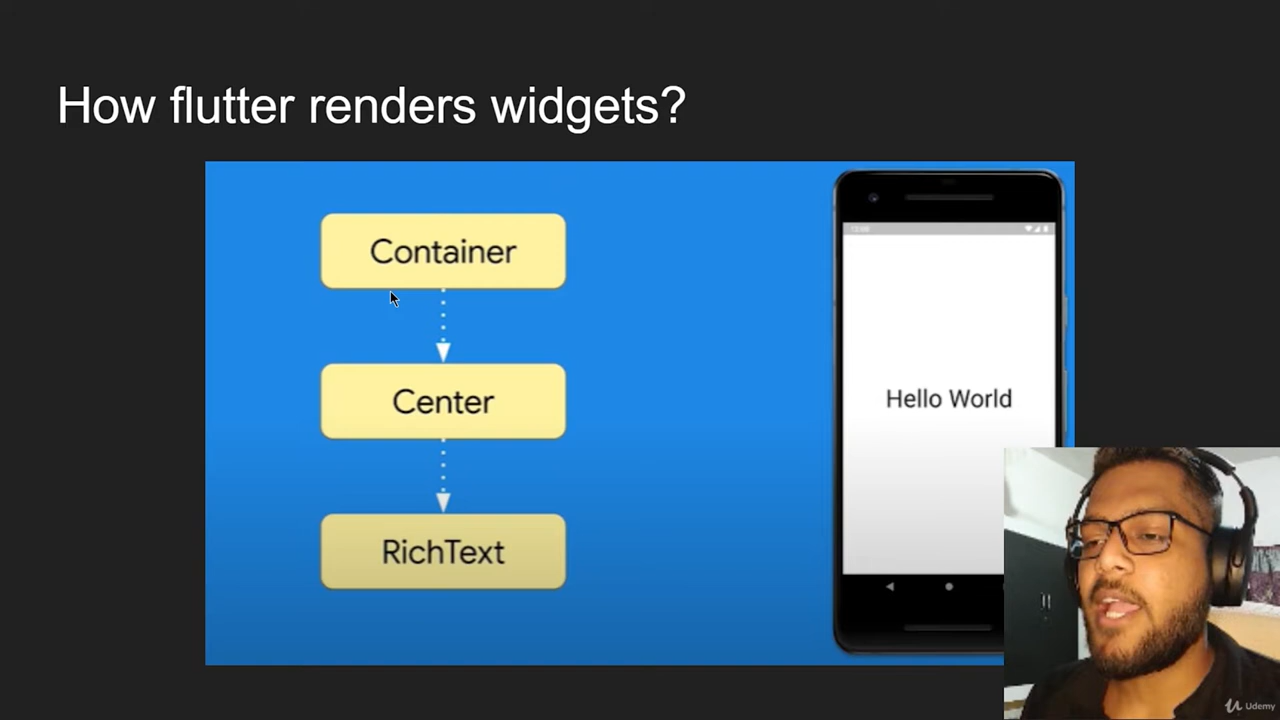 How flutter renders widgets?
Container
Center
RichText
Hello World
Udemy